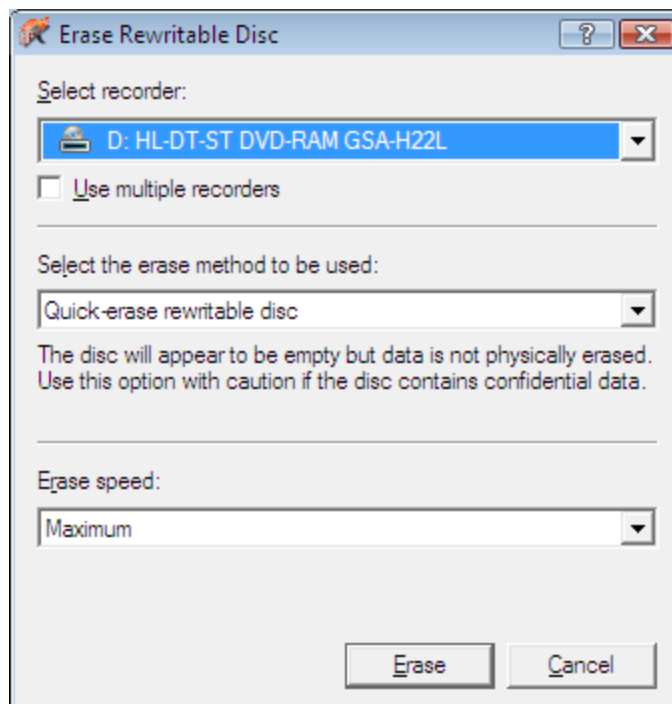 Erase Rewritable Disc
Select recorder:
D: HL-DT-ST DVD-RAM GSA-H22L
Use multiple recorders
Select the erase method to be used:
Quick-erase rewritable disc
The disc will appear to be empty but data is not physically erased.
Use this option with caution if the disc contains confidential data.
Erase speed:
Maximum
Erase
Cancel